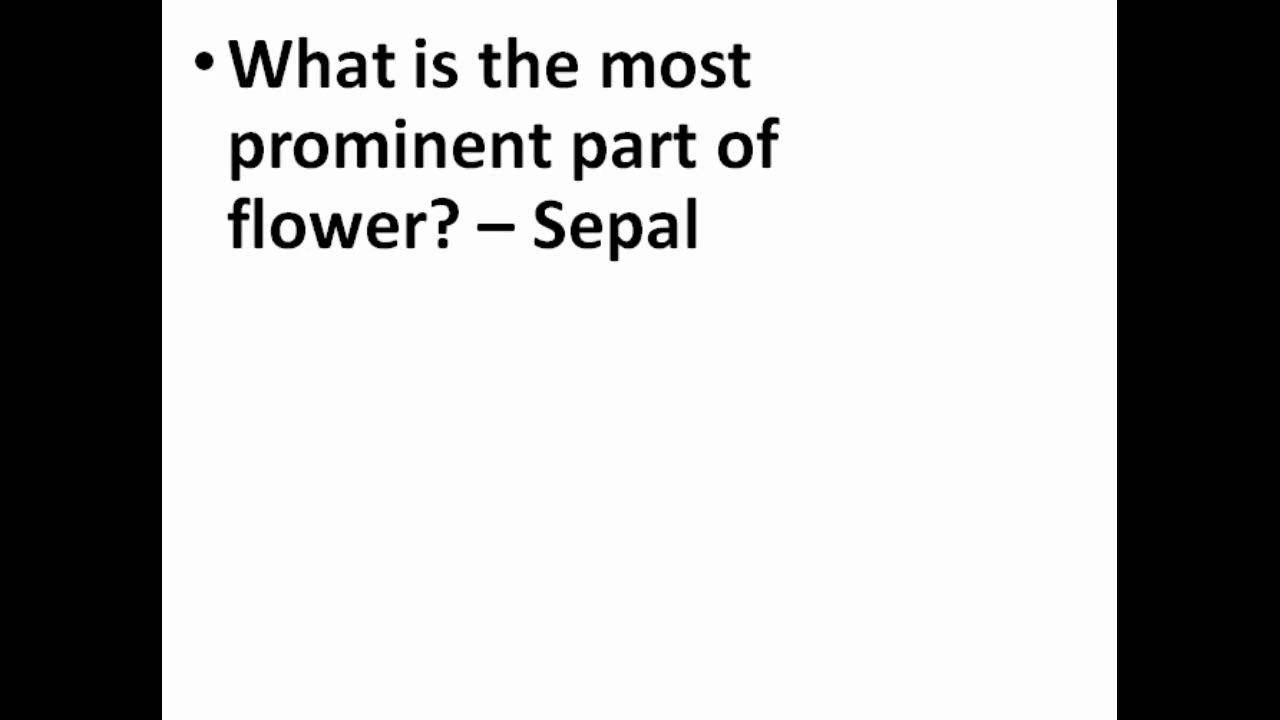 • What is the most
prominent part of
flower? – Sepal